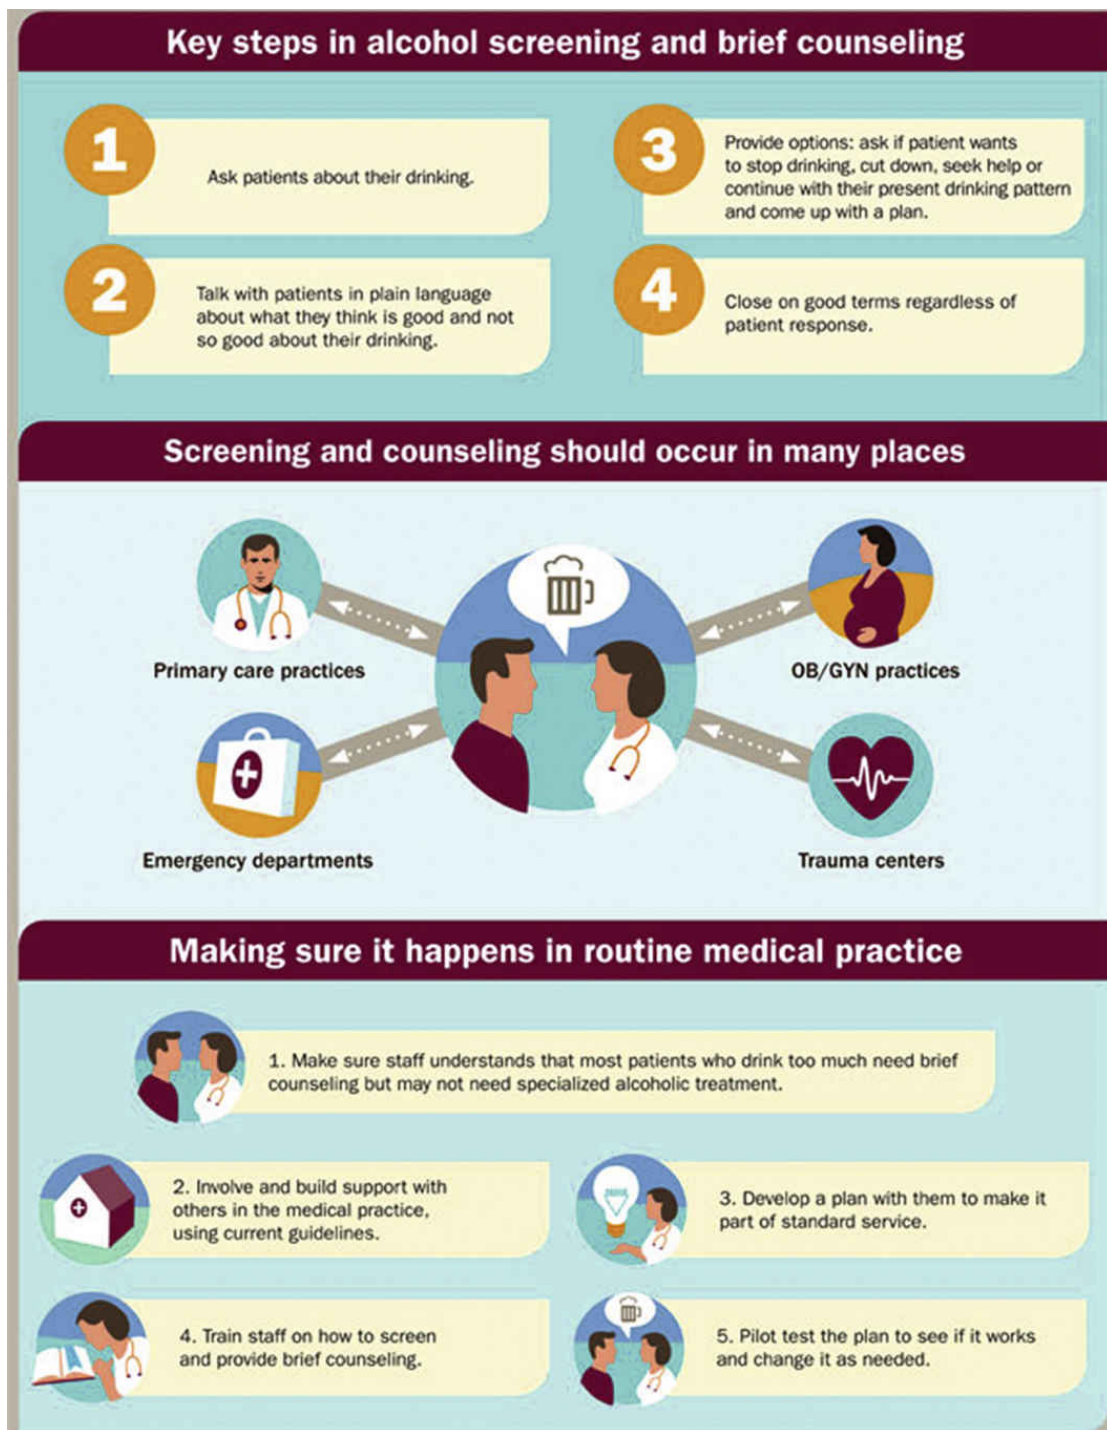 Key steps in alcohol screening and brief counseling
1
Ask patients about their drinking.
2
Talk with patients in plain language
about what they think is good and not
so good about their drinking.
3
Provide options: ask if patient wants
to stop drinking, cut down, seek help or
continue with their present drinking pattern
and come up with a plan.
4
Close on good terms regardless of
patient response.
Screening and counseling should occur in many places
Primary care practices
OB/GYN practices
Emergency departments
Trauma centers
Making sure it happens in routine medical practice
1. Make sure staff understands that most patients who drink too much need brief
counseling but may not need specialized alcoholic treatment.
2. Involve and build support with
others in the medical practice,
using current guidelines.
3. Develop a plan with them to make it
part of standard service.
4. Train staff on how to screen
and provide brief counseling.
5. Pilot test the plan to see if it works
and change it as needed.